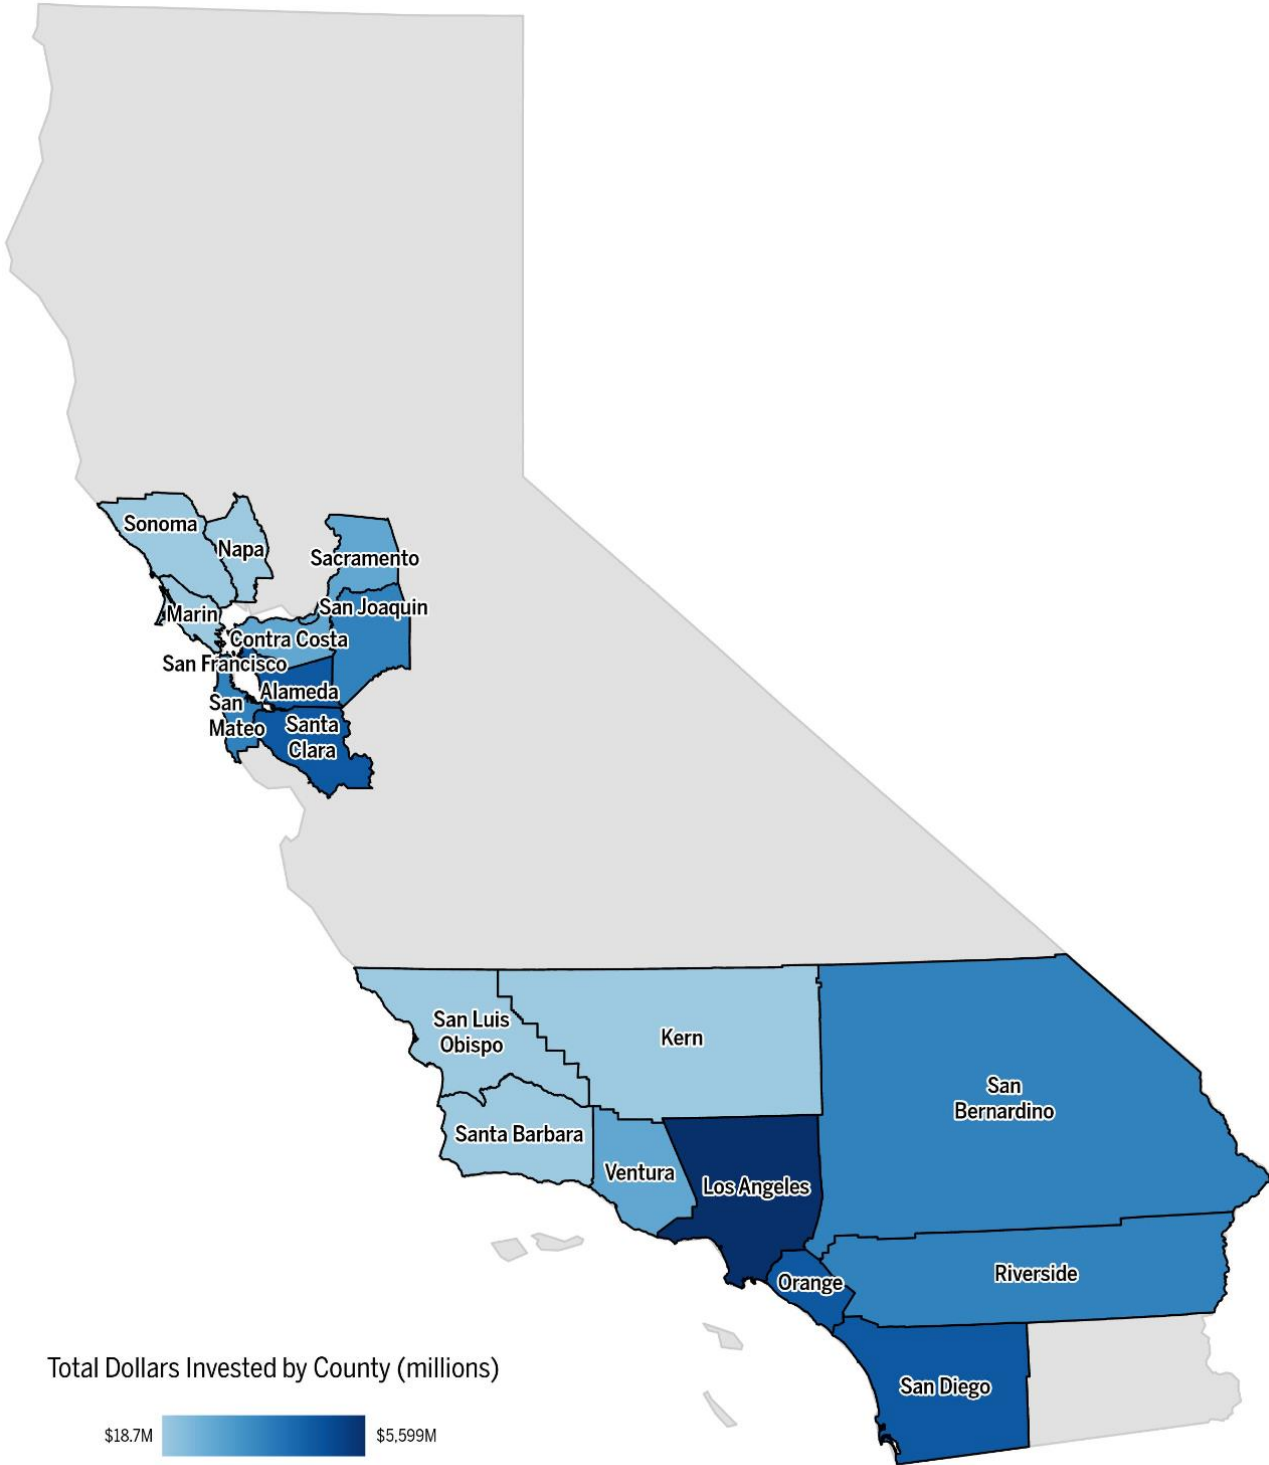 Sonoma
Napa
Sacramento
San Joaquin
Marin
Contra Costa
San Francisco
Alameda
San
Mateo
Santa
Clara
San Luis
Obispo
Kern
San
Bernardino
Santa Barbara
Ventura
Los Angeles
Orange
Riverside
San Diego
Total Dollars Invested by County (millions)
$18.7M
$5,599M